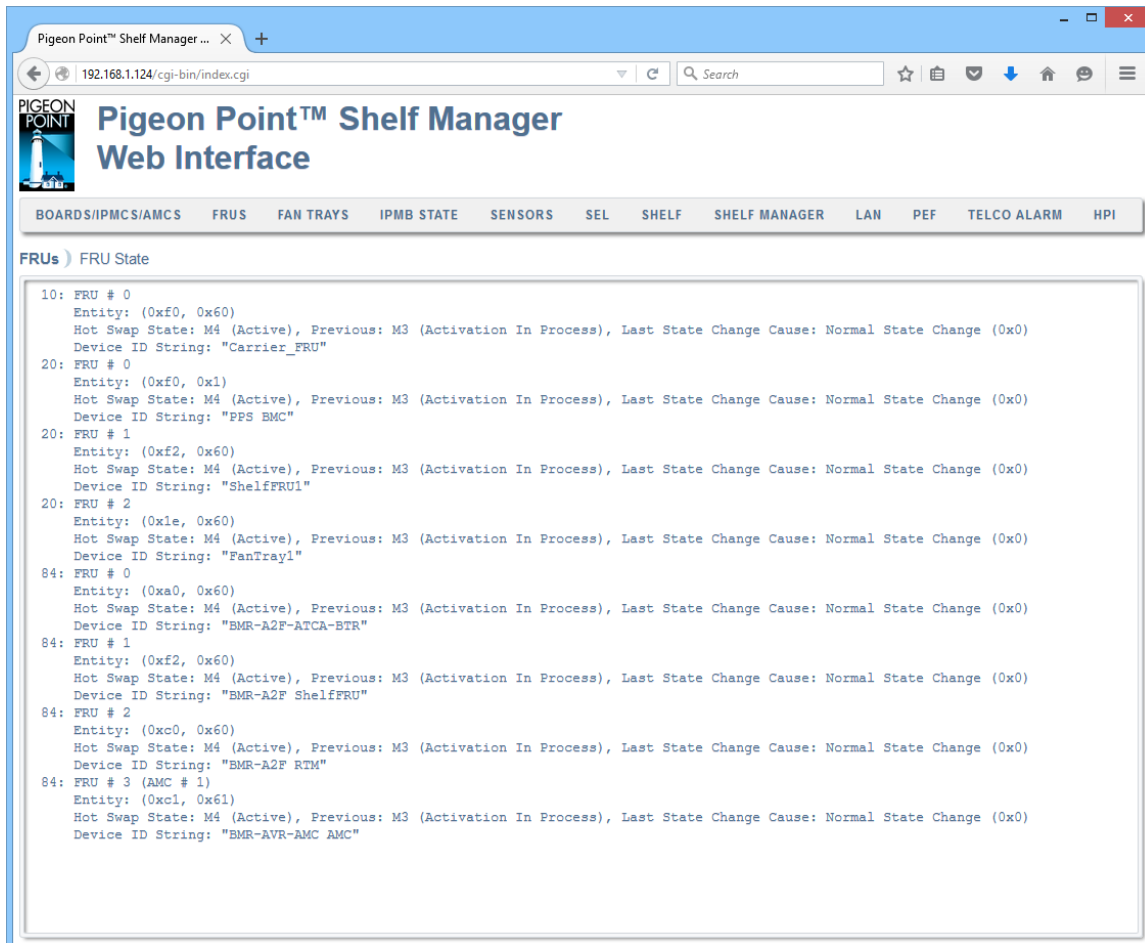 Pigeon Point™ Shelf Manager ...
192.168.1.124/cgi-bin/index.cgi
Search
PIGEON
POINT
Pigeon Point™ Shelf Manager
Web Interface
BOARDS/IPMCS/AMCS FRUS FAN TRAYS IPMB STATE SENSORS SEL SHELF SHELF MANAGER LAN PEF TELCO ALARM HPI
FRUs FRU State
10: FRU # 0
Entity: (0xf0, 0x60)
Hot Swap State: M4 (Active), Previous: M3 (Activation In Process), Last State Change Cause: Normal State Change (0x0)
Device ID String: "Carrier_FRU"
20: FRU # 0
Entity: (0xf0, 0x1)
Hot Swap State: M4 (Active), Previous: M3 (Activation In Process), Last State Change Cause: Normal State Change (0x0)
Device ID String: "PPS BMC"
20: FRU # 1
Entity: (0xf2, 0x60)
Hot Swap State: M4 (Active), Previous: M3 (Activation In Process), Last State Change Cause: Normal State Change (0x0)
Device ID String: "ShelfFRU1"
20: FRU # 2
Entity: (0x1e, 0x60)
Hot Swap State: M4 (Active), Previous: M3 (Activation In Process), Last State Change Cause: Normal State Change (0x0)
Device ID String: "FanTray1"
84: FRU # 0
Entity: (0xa0, 0x60)
Hot Swap State: M4 (Active), Previous: M3 (Activation In Process), Last State Change Cause: Normal State Change (0x0)
Device ID String: "BMR-A2F-ATCA-BTR"
84: FRU # 1
Entity: (0xf2, 0x60)
Hot Swap State: M4 (Active), Previous: M3 (Activation In Process), Last State Change Cause: Normal State Change (0x0)
Device ID String: "BMR-A2F ShelfFRU"
84: FRU # 2
Entity: (0xc0, 0x60)
Hot Swap State: M4 (Active), Previous: M3 (Activation In Process), Last State Change Cause: Normal State Change (0x0)
Device ID String: "BMR-A2F RTM"
84: FRU # 3 (AMC # 1)
Entity: (0xc1, 0x61)
Hot Swap State: M4 (Active), Previous: M3 (Activation In Process), Last State Change Cause: Normal State Change (0x0)
Device ID String: "BMR-AVR-AMC AMC"